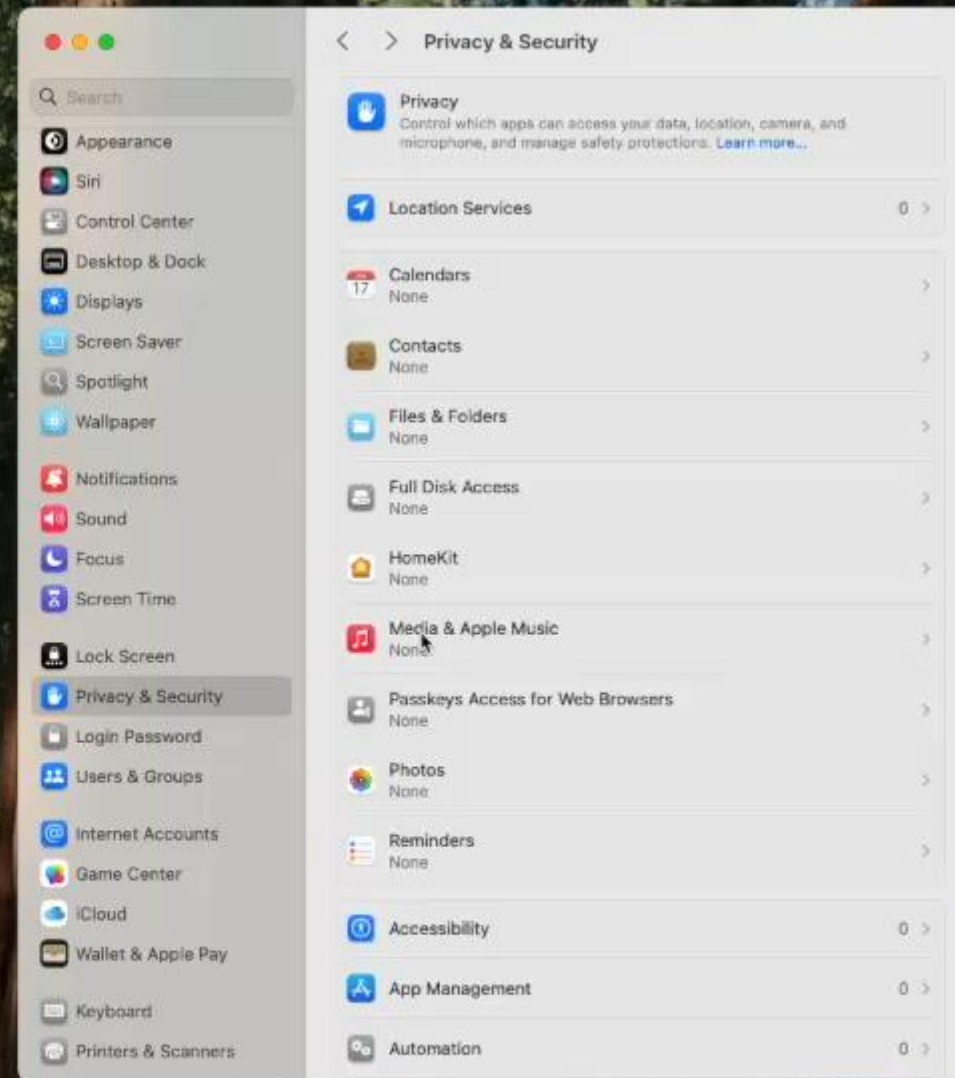 Search
Appearance
Siri
Control Center
Desktop & Dock
Displays
Screen Saver
Spotlight
Wallpaper
Notifications
Sound
Focus
Screen Time
Lock Screen
Privacy & Security
Login Password
Users & Groups
Internet Accounts
Game Center
iCloud
Wallet & Apple Pay
Keyboard
Printers & Scanners
Privacy & Security
Privacy
Control which apps can access your data, location, camera, and
microphone, and manage safety protections. Learn more...
Location Services 0
17
Calendars
None
Contacts
None
Files & Folders
None
Full Disk Access
None
HomeKit
None
Media & Apple Music
None
Passkeys Access for Web Browsers
None
Photos
None
Reminders
None
Accessibility 0
App Management 0
Automation 0